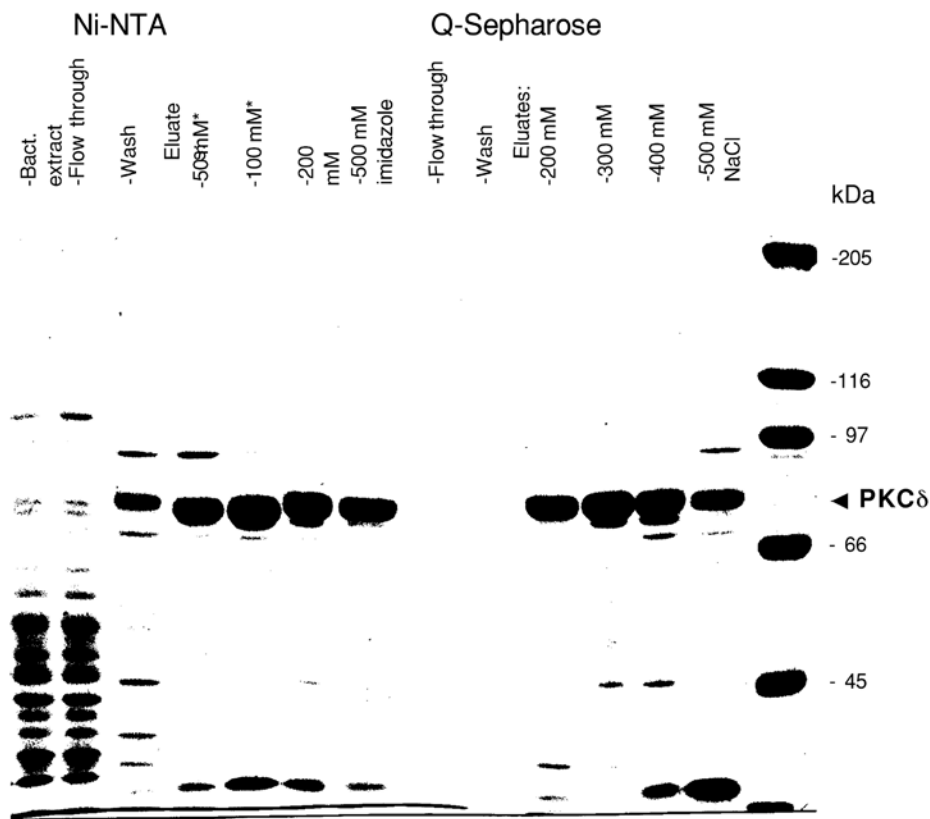 Ni-NTA
Q-Sepharose
-Bact.
extract
-Flow through
-Wash
Eluate
-50 mM*
-100 mM*
-200
mM
-500 mM
imidazole
-Flow through
-Wash
Eluates:
-200 mM
-300 mM
-400 mM
-500 mM
NaCl
kDa
-205
-116
- 97
◄ PKCδ
- 66
- 45